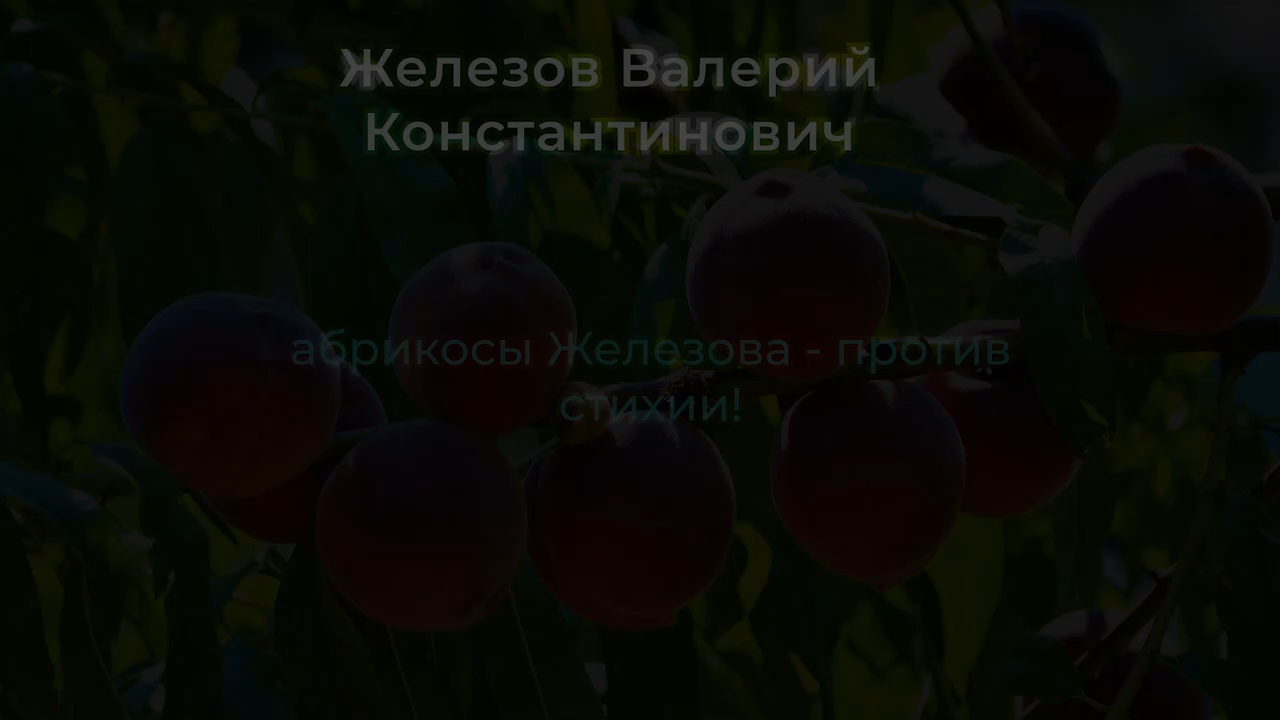 Железов Валерий
Константинович
абрикосы Железова - против
стихии!